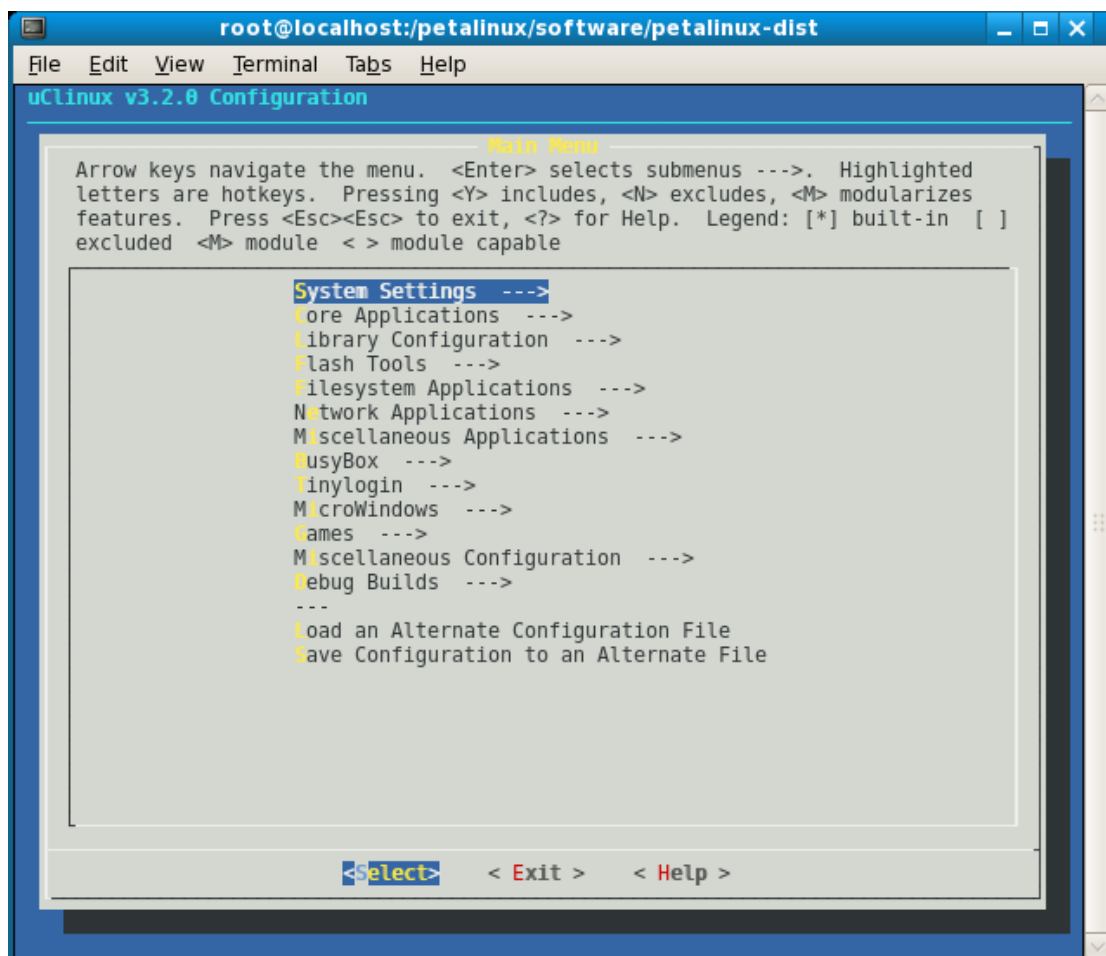 root@localhost:/petalinux/software/petalinux-dist
File Edit View Terminal Tabs Help
uClinux v3.2.0 Configuration
Main Menu
Arrow keys navigate the menu. <Enter> selects submenus --->. Highlighted
letters are hotkeys. Pressing <Y> includes, <N> excludes, <M> modularizes
features. Press <Esc><Esc> to exit, <?> for Help. Legend: [*] built-in [ ]
excluded <M> module < > module capable
System Settings --->
Core Applications --->
Library Configuration --->
Flash Tools --->
Filesystem Applications --->
Network Applications --->
Miscellaneous Applications --->
BusyBox --->
Tinylogin --->
MicroWindows --->
Games --->
Miscellaneous Configuration --->
Debug Builds --->
---
Load an Alternate Configuration File
Save Configuration to an Alternate File
<Select> < Exit > < Help >